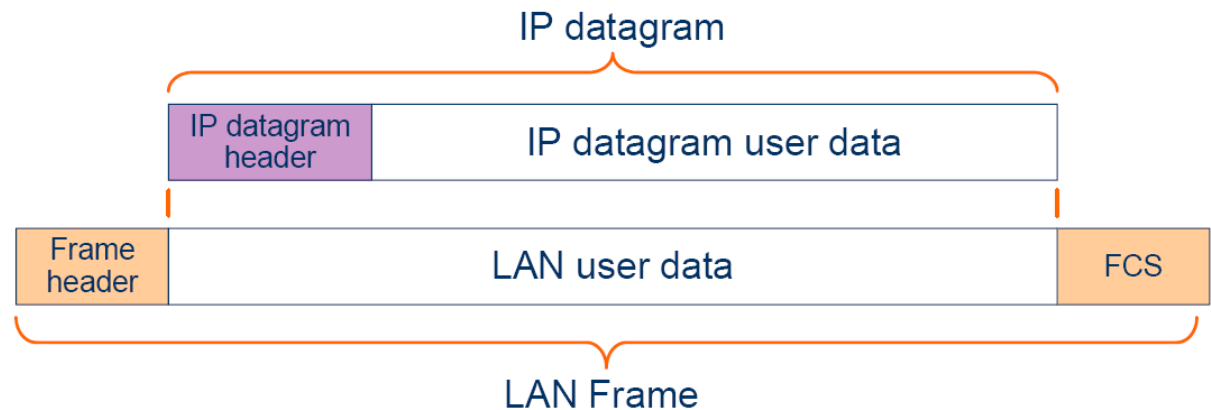 IP datagram
IP datagram
header
IP datagram user data
Frame
header
LAN user data
FCS
LAN Frame